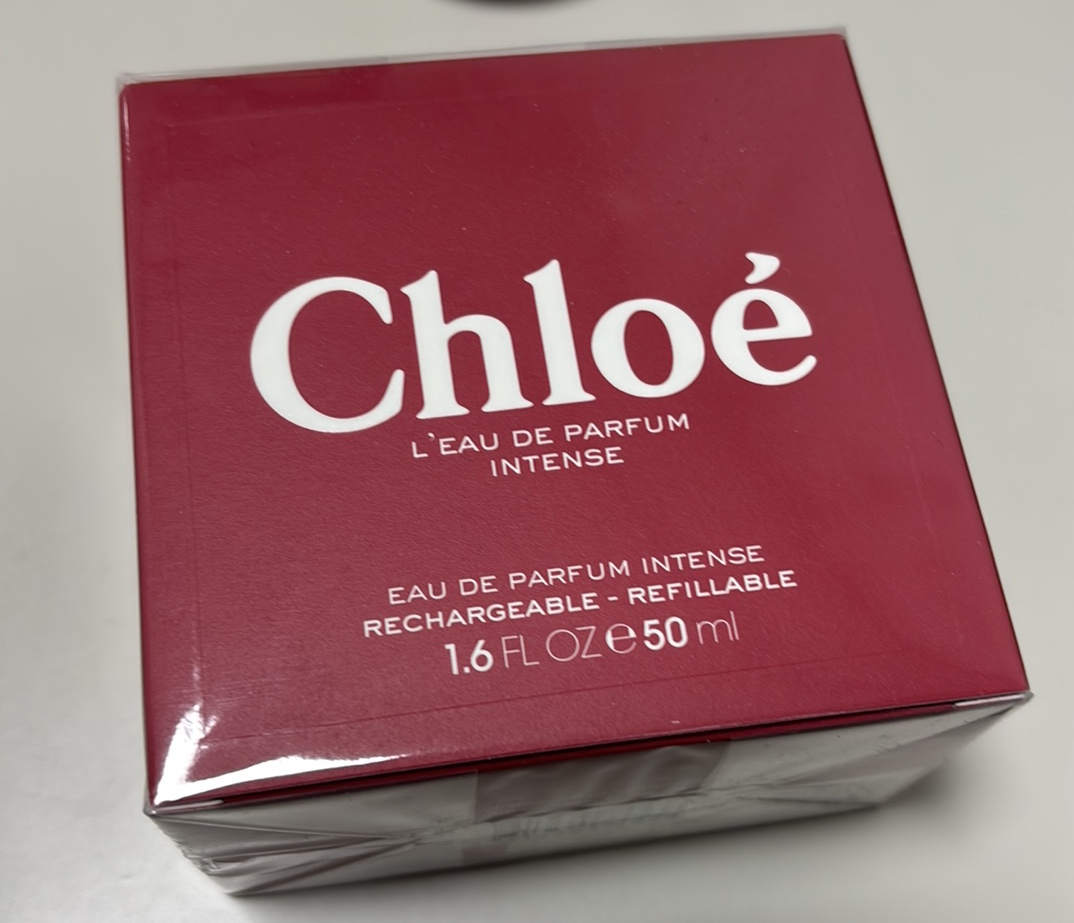 Chloé
L'EAU DE PARFUM
INTENSE
EAU DE PARFUM INTENSE
RECHARGEABLE - REFILLABLE
1.6 FL OZ ℮ 50 ml